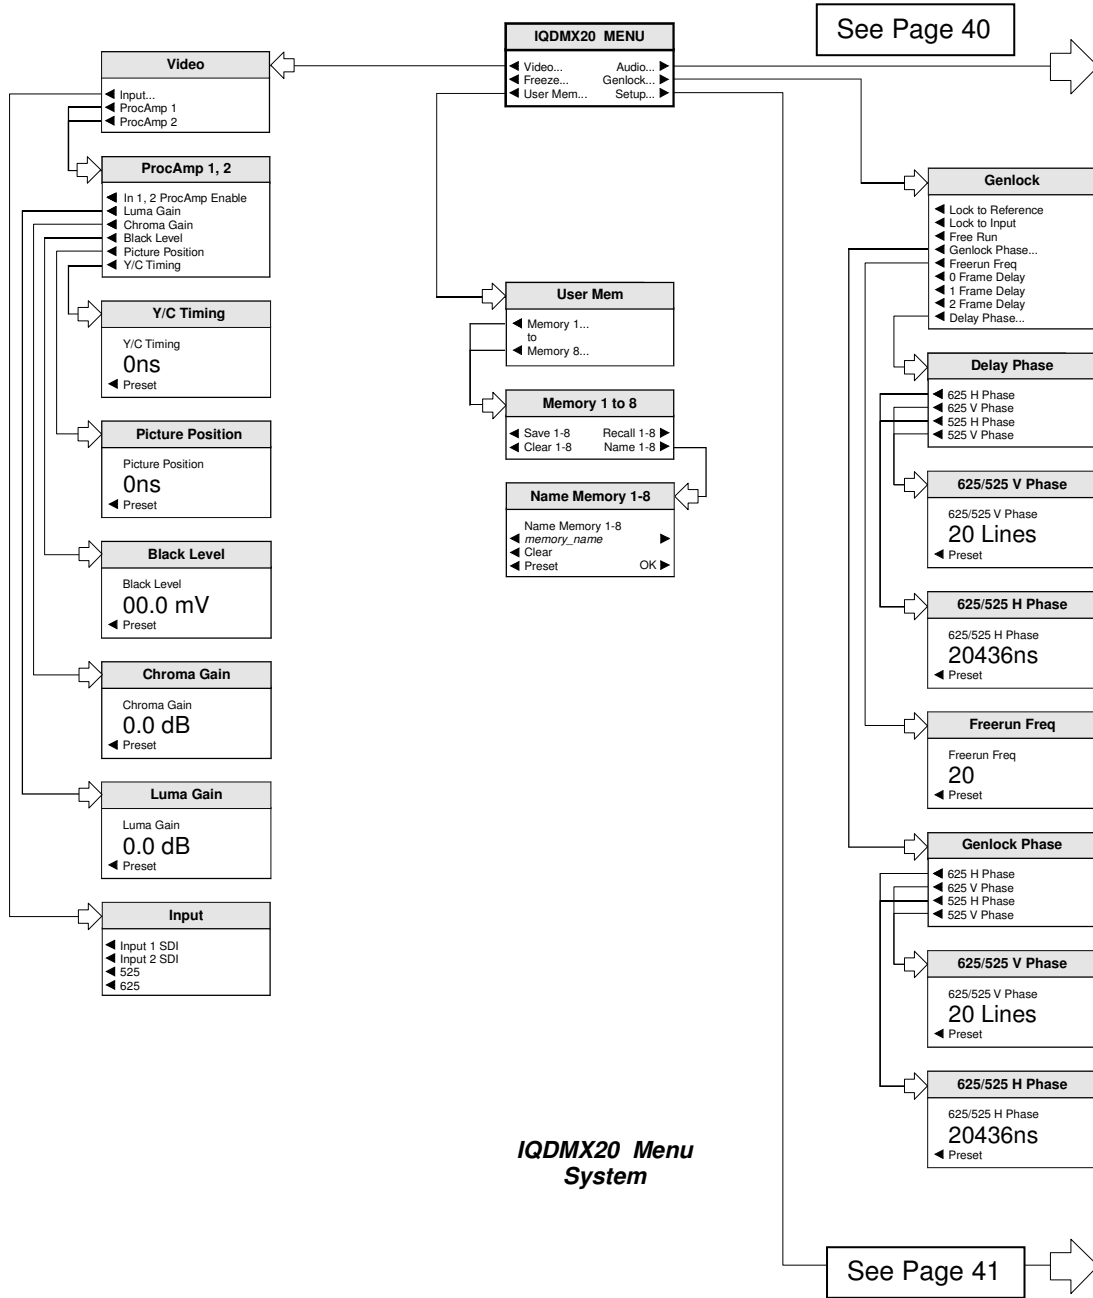 See Page 40
IQDMX20 MENU
Video... Audio...
Freeze... Genlock...
User Mem... Setup...
Video
Input...
ProcAmp 1
ProcAmp 2
ProcAmp 1, 2
In 1, 2 ProcAmp Enable
Luma Gain
Chroma Gain
Black Level
Picture Position
Y/C Timing
Y/C Timing
Y/C Timing
0ns
Preset
Picture Position
Picture Position
0ns
Preset
Black Level
Black Level
00.0 mV
Preset
Chroma Gain
Chroma Gain
0.0 dB
Preset
Luma Gain
Luma Gain
0.0 dB
Preset
Input
Input 1 SDI
Input 2 SDI
525
625
User Mem
Memory 1...
to
Memory 8...
Memory 1 to 8
Save 1-8 Recall 1-8
Clear 1-8 Name 1-8
Name Memory 1-8
Name Memory 1-8
memory_name
Clear
Preset OK
Genlock
Lock to Reference
Lock to Input
Free Run
Genlock Phase...
Freerun Freq
0 Frame Delay
1 Frame Delay
2 Frame Delay
Delay Phase...
Delay Phase
625 H Phase
625 V Phase
525 H Phase
525 V Phase
625/525 V Phase
625/525 V Phase
20 Lines
Preset
625/525 H Phase
625/525 H Phase
20436ns
Preset
Freerun Freq
Freerun Freq
20
Preset
Genlock Phase
625 H Phase
625 V Phase
525 H Phase
525 V Phase
625/525 V Phase
625/525 V Phase
20 Lines
Preset
625/525 H Phase
625/525 H Phase
20436ns
Preset
IQDMX20 Menu
System
See Page 41